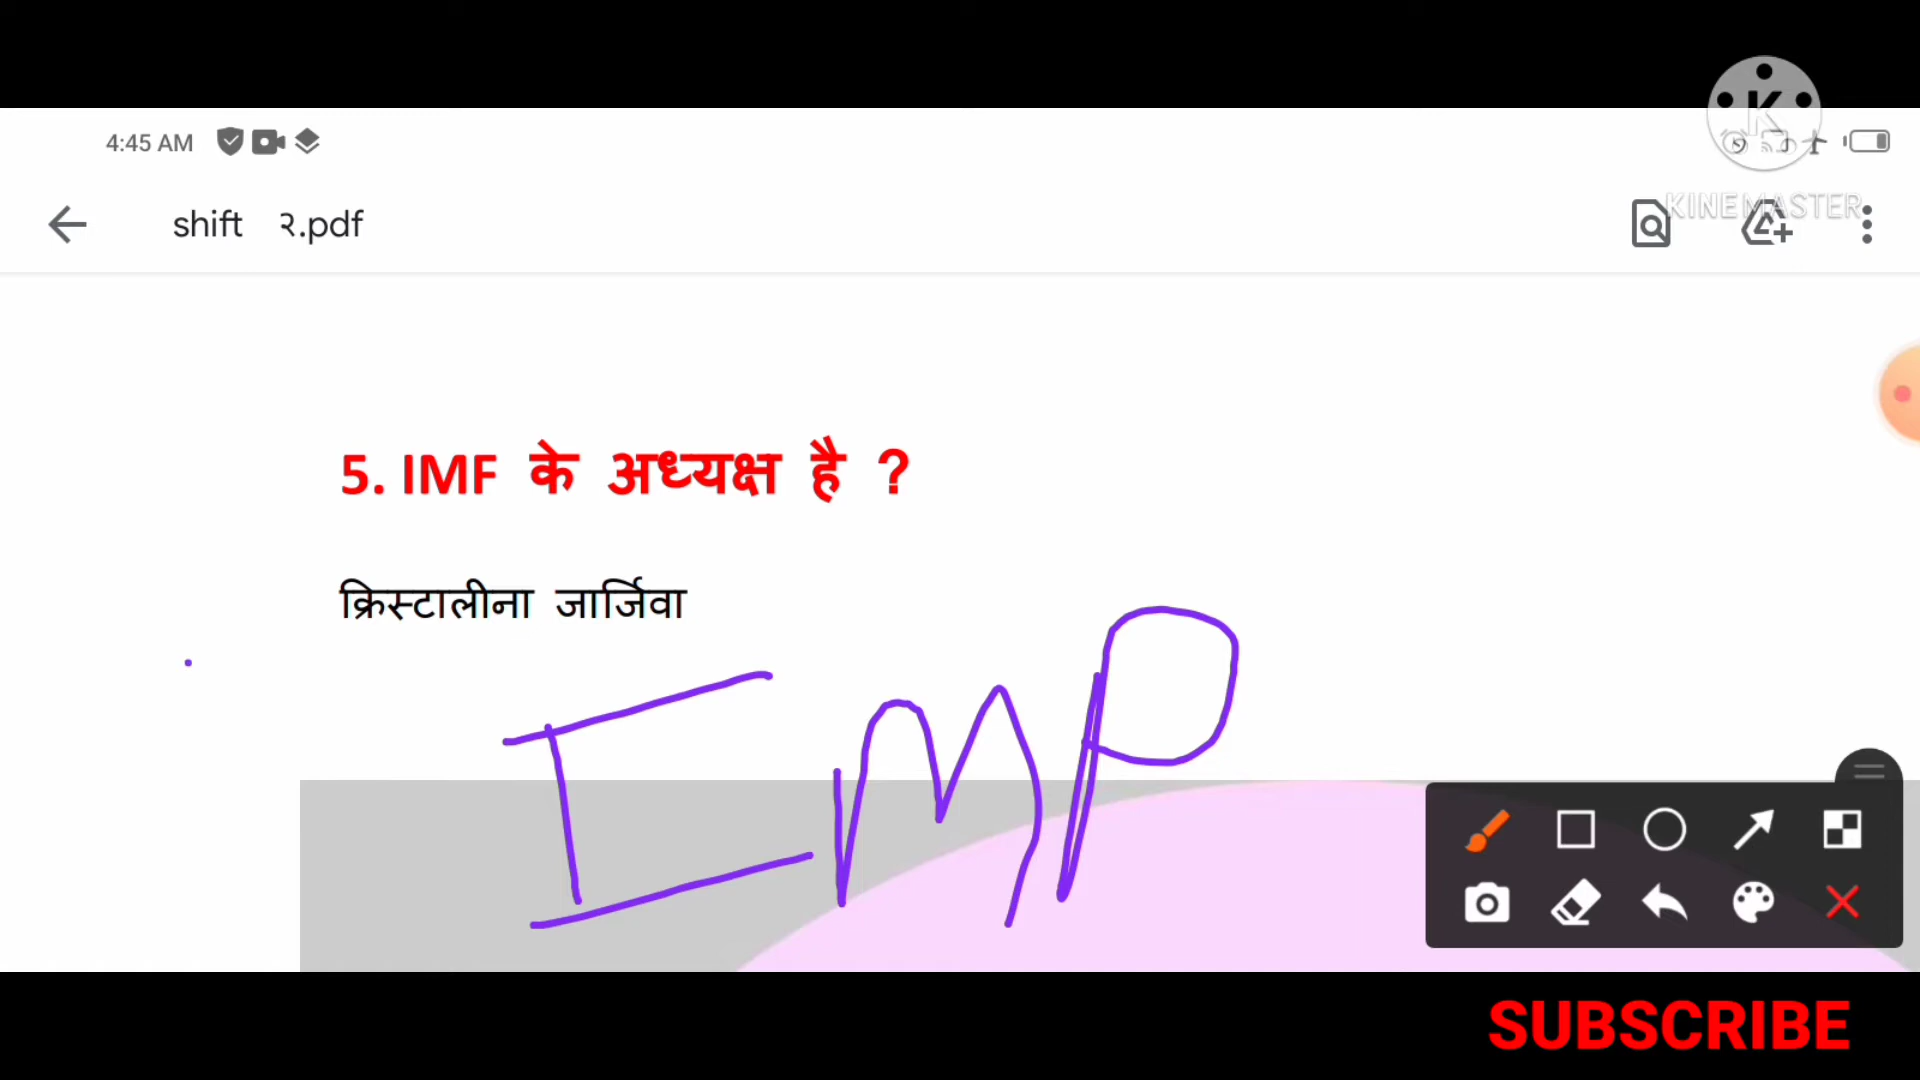 K
KINEMASTER
4:45 AM
shift २.pdf
5. IMF के अध्यक्ष है ?
क्रिस्टालीना जार्जिवा
IMP
SUBSCRIBE